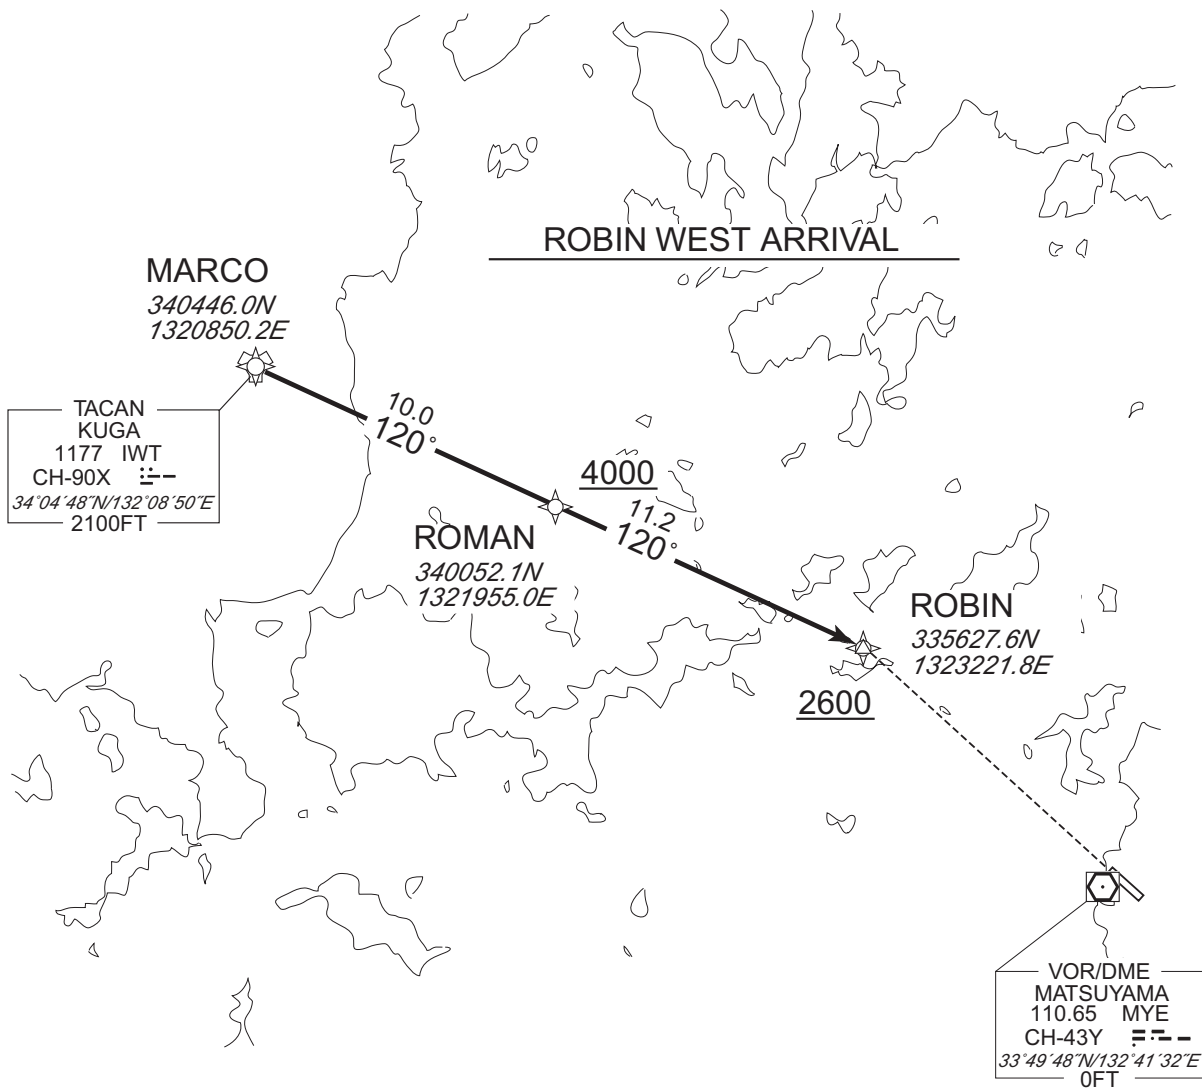 ROBIN WEST ARRIVAL
MARCO
340446.0N
1320850.2E
TACAN
KUGA
1177 IWT
CH-90X
34°04´48˝N/132°08´50˝E
2100FT
10.0
120°
4000
ROMAN
340052.1N
1321955.0E
11.2
120°
ROBIN
335627.6N
1323221.8E
2600
VOR/DME
MATSUYAMA
110.65 MYE
CH-43Y
33°49´48˝N/132°41´32˝E
0FT